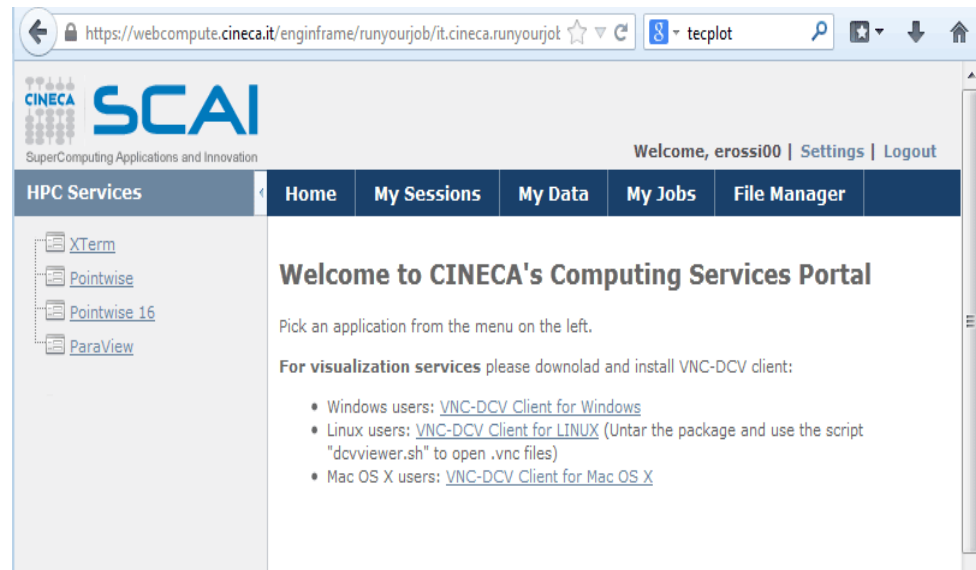 https://webcompute.cineca.it/enginframe/runyourjob/it.cineca.runyourjob
8
tecplot
CINECA
SCAI
SuperComputing Applications and Innovation
Welcome, erossi00 | Settings | Logout
HPC Services
Home
My Sessions
My Data
My Jobs
File Manager
XTerm
Pointwise
Pointwise 16
ParaView
Welcome to CINECA's Computing Services Portal
Pick an application from the menu on the left.
For visualization services please downolad and install VNC-DCV client:
• Windows users: VNC-DCV Client for Windows
• Linux users: VNC-DCV Client for LINUX (Untar the package and use the script
"dcvviewer.sh" to open .vnc files)
• Mac OS X users: VNC-DCV Client for Mac OS X